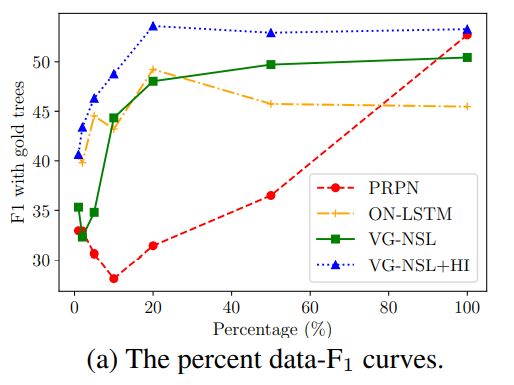 50
45
40
35
30
F1 with gold trees
PRPN
ON-LSTM
VG-NSL
VG-NSL+HI
0 20 40 60 80 100
Percentage (%)
(a) The percent data-F₁ curves.